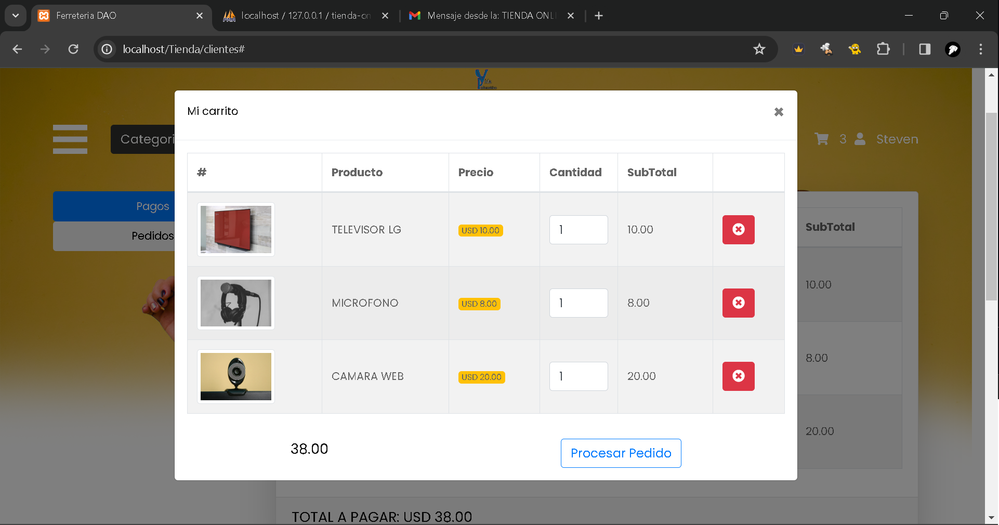 Ferreteria DAO
localhost / 127.0.0.1 / tienda-on
Mensaje desde la: TIENDA ONLI
localhost/Tienda/clientes#
Mi carrito
Categori
3 Steven
# Producto Precio Cantidad SubTotal
Pagos
Pedidos
SubTotal
TELEVISOR LG USD 10.00 1 10.00
10.00
MICROFONO USD 8.00 1 8.00
8.00
CAMARA WEB USD 20.00 1 20.00
20.00
38.00
Procesar Pedido
TOTAL A PAGAR: USD 38.00